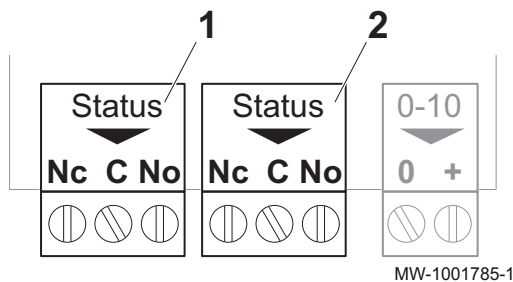 1 2
Status Status 0-10
Nc C No Nc C No 0 +
MW-1001785-1